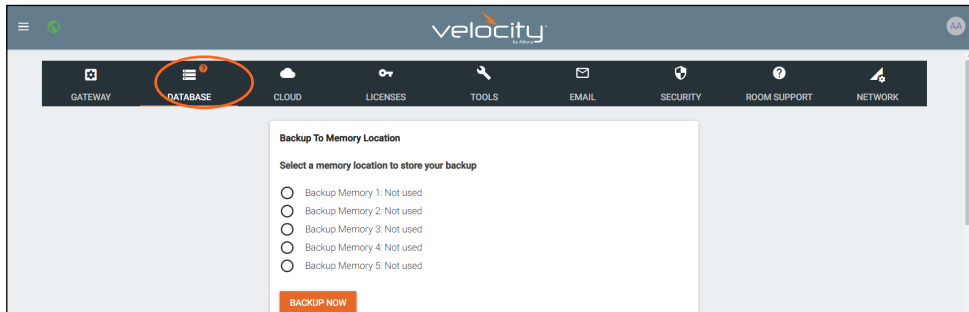 velocity
by Atlona
AA
GATEWAY
DATABASE
CLOUD
LICENSES
TOOLS
EMAIL
SECURITY
ROOM SUPPORT
NETWORK
Backup To Memory Location
Select a memory location to store your backup
Backup Memory 1: Not used
Backup Memory 2: Not used
Backup Memory 3: Not used
Backup Memory 4: Not used
Backup Memory 5: Not used
BACKUP NOW